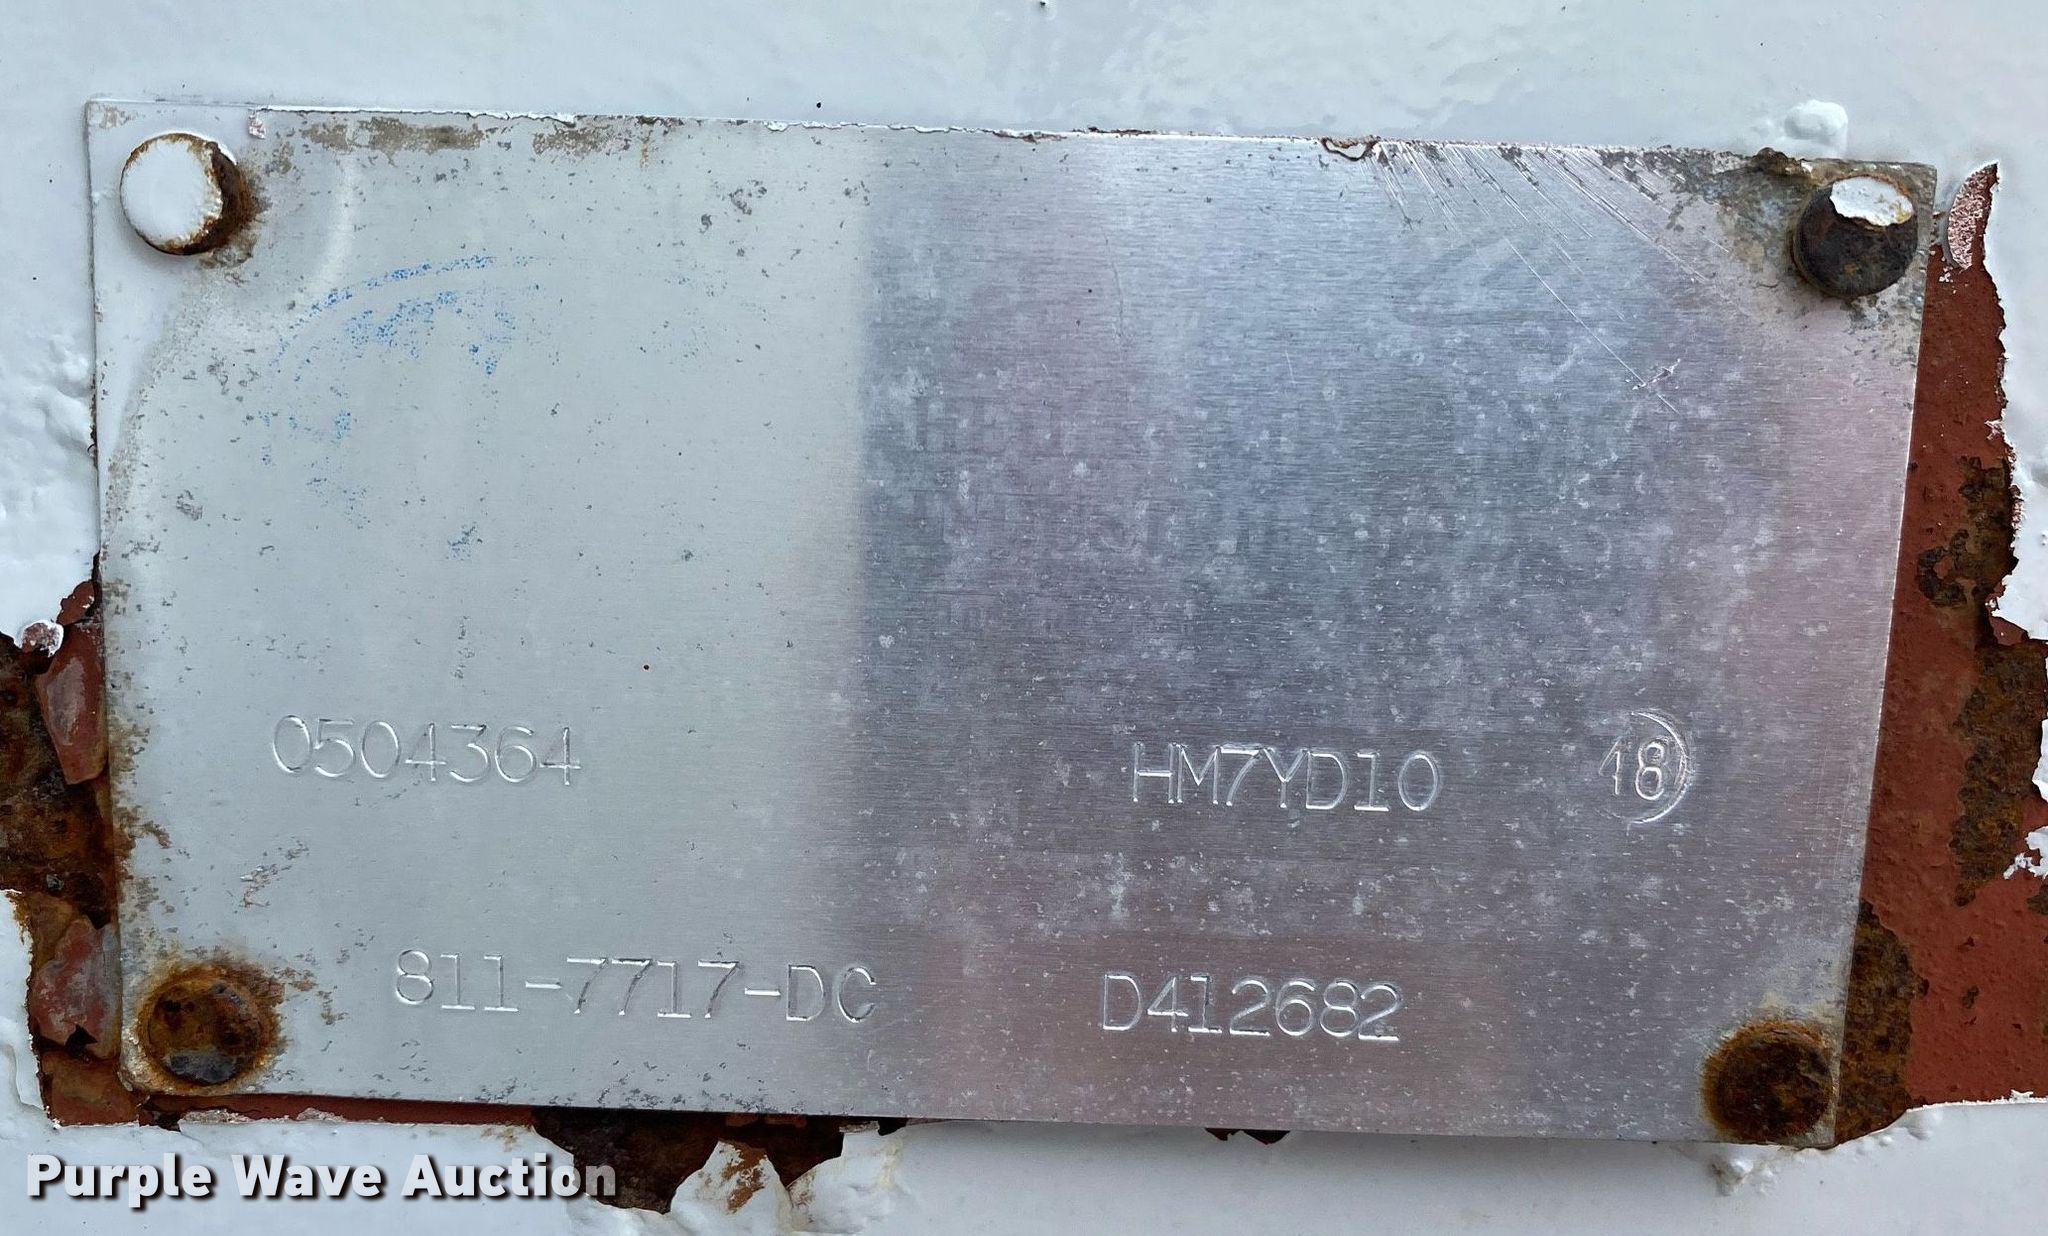 0504364 HM7YD10 18
811-7717-DC D412682
Purple Wave Auction